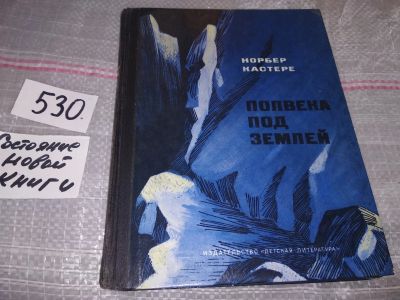 530.
Состояние
новой
книги
НОРБЕР
КАСТЕРЕ
ПОЛВЕКА
ПОД
ЗЕМЛЕЙ
ИЗДАТЕЛЬСТВО «ДЕТСКАЯ ЛИТЕРАТУРА»